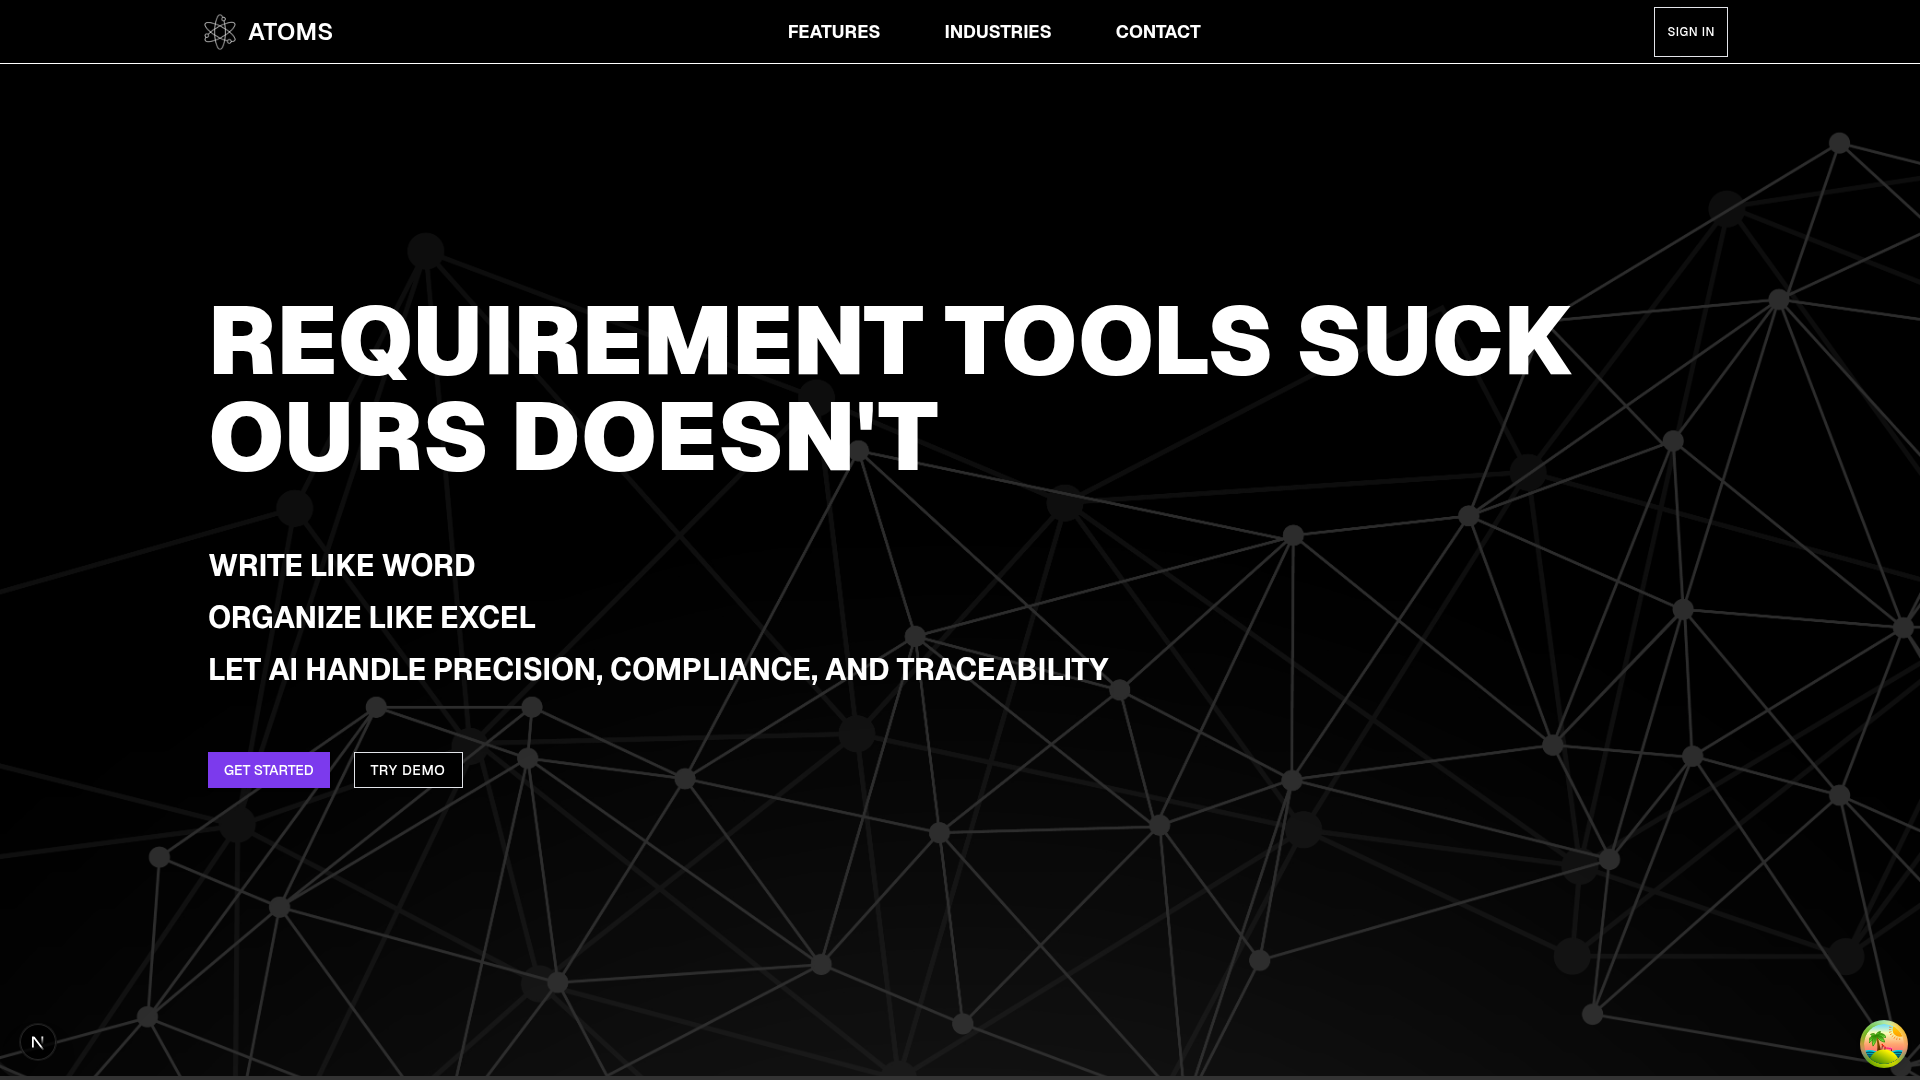 ATOMS
FEATURES
INDUSTRIES
CONTACT
SIGN IN
REQUIREMENT TOOLS SUCK
OURS DOESN'T
WRITE LIKE WORD
ORGANIZE LIKE EXCEL
LET AI HANDLE PRECISION, COMPLIANCE, AND TRACEABILITY
GET STARTED
TRY DEMO
N